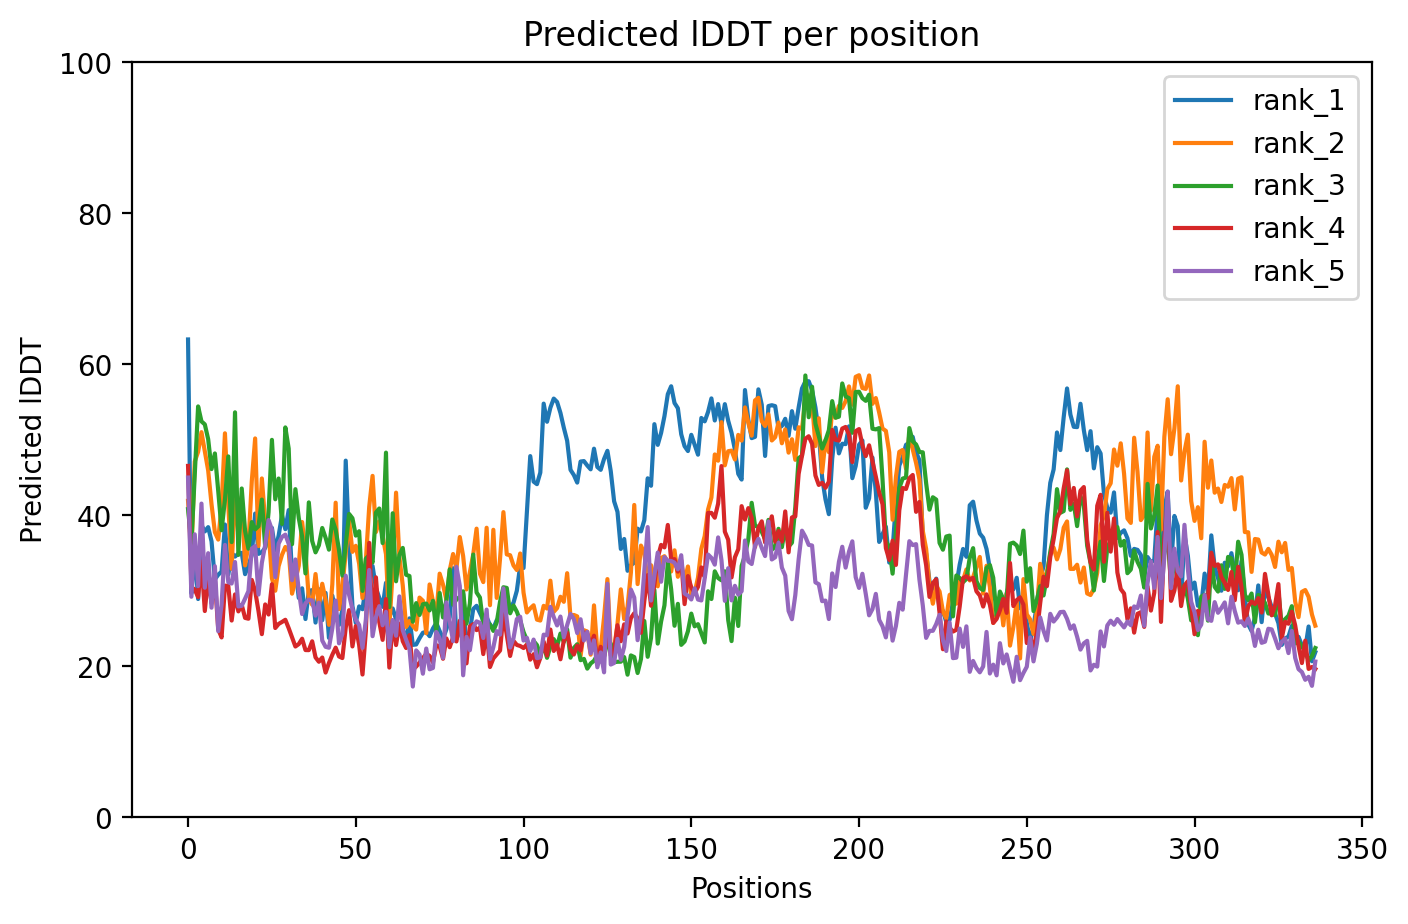 Predicted lDDT per position
100
80
60
40
20
0
Predicted lDDT
rank_1
rank_2
rank_3
rank_4
rank_5
0 50 100 150 200 250 300 350
Positions